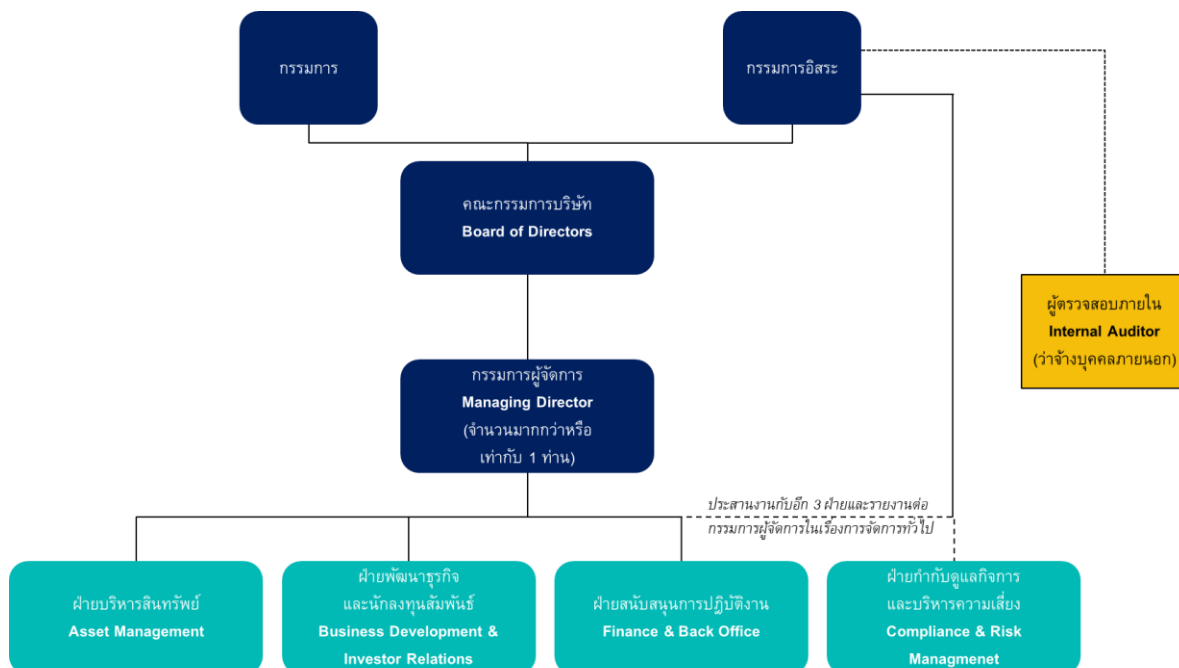 กรรมการ
กรรมการอิสระ
คณะกรรมการบริษัท
Board of Directors
ผู้ตรวจสอบภายใน
Internal Auditor
(ว่าจ้างบุคคลภายนอก)
กรรมการผู้จัดการ
Managing Director
(จำนวนมากกว่าหรือ
เท่ากับ 1 ท่าน)
ประสานงานกับอีก 3 ฝ่ายและรายงานต่อ
กรรมการผู้จัดการในเรื่องการจัดการทั่วไป
ฝ่ายบริหารสินทรัพย์
Asset Management
ฝ่ายพัฒนาธุรกิจ
และนักลงทุนสัมพันธ์
Business Development &
Investor Relations
ฝ่ายสนับสนุนการปฏิบัติงาน
Finance & Back Office
ฝ่ายกำกับดูแลกิจการ
และบริหารความเสี่ยง
Compliance & Risk
Managmenet